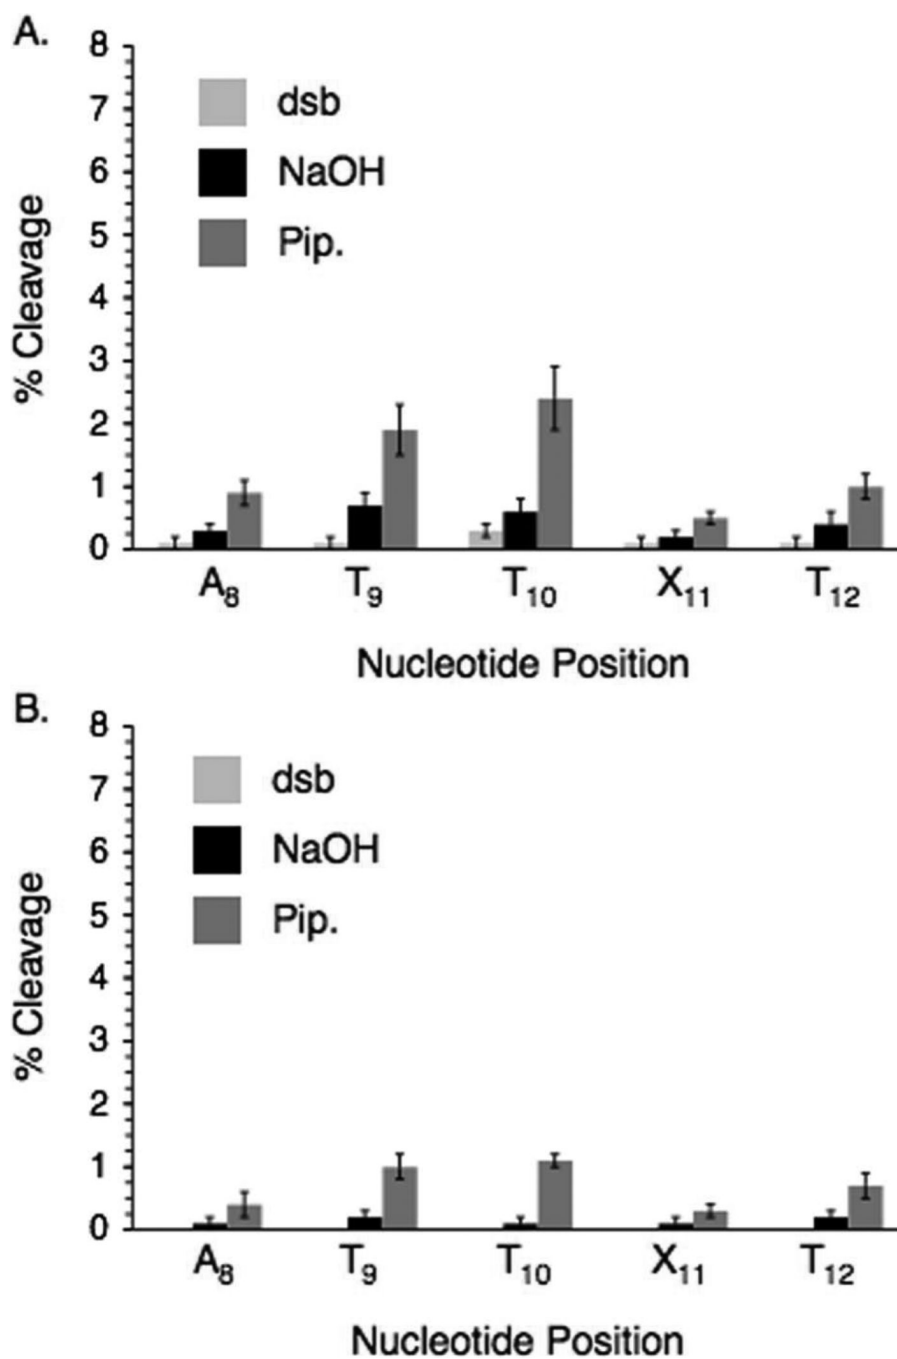 A.
8
7
6
5
4
3
2
1
0
% Cleavage
dsb
NaOH
Pip.
A8 T9 T10 X11 T12
Nucleotide Position
B.
8
7
6
5
4
3
2
1
0
% Cleavage
dsb
NaOH
Pip.
A8 T9 T10 X11 T12
Nucleotide Position